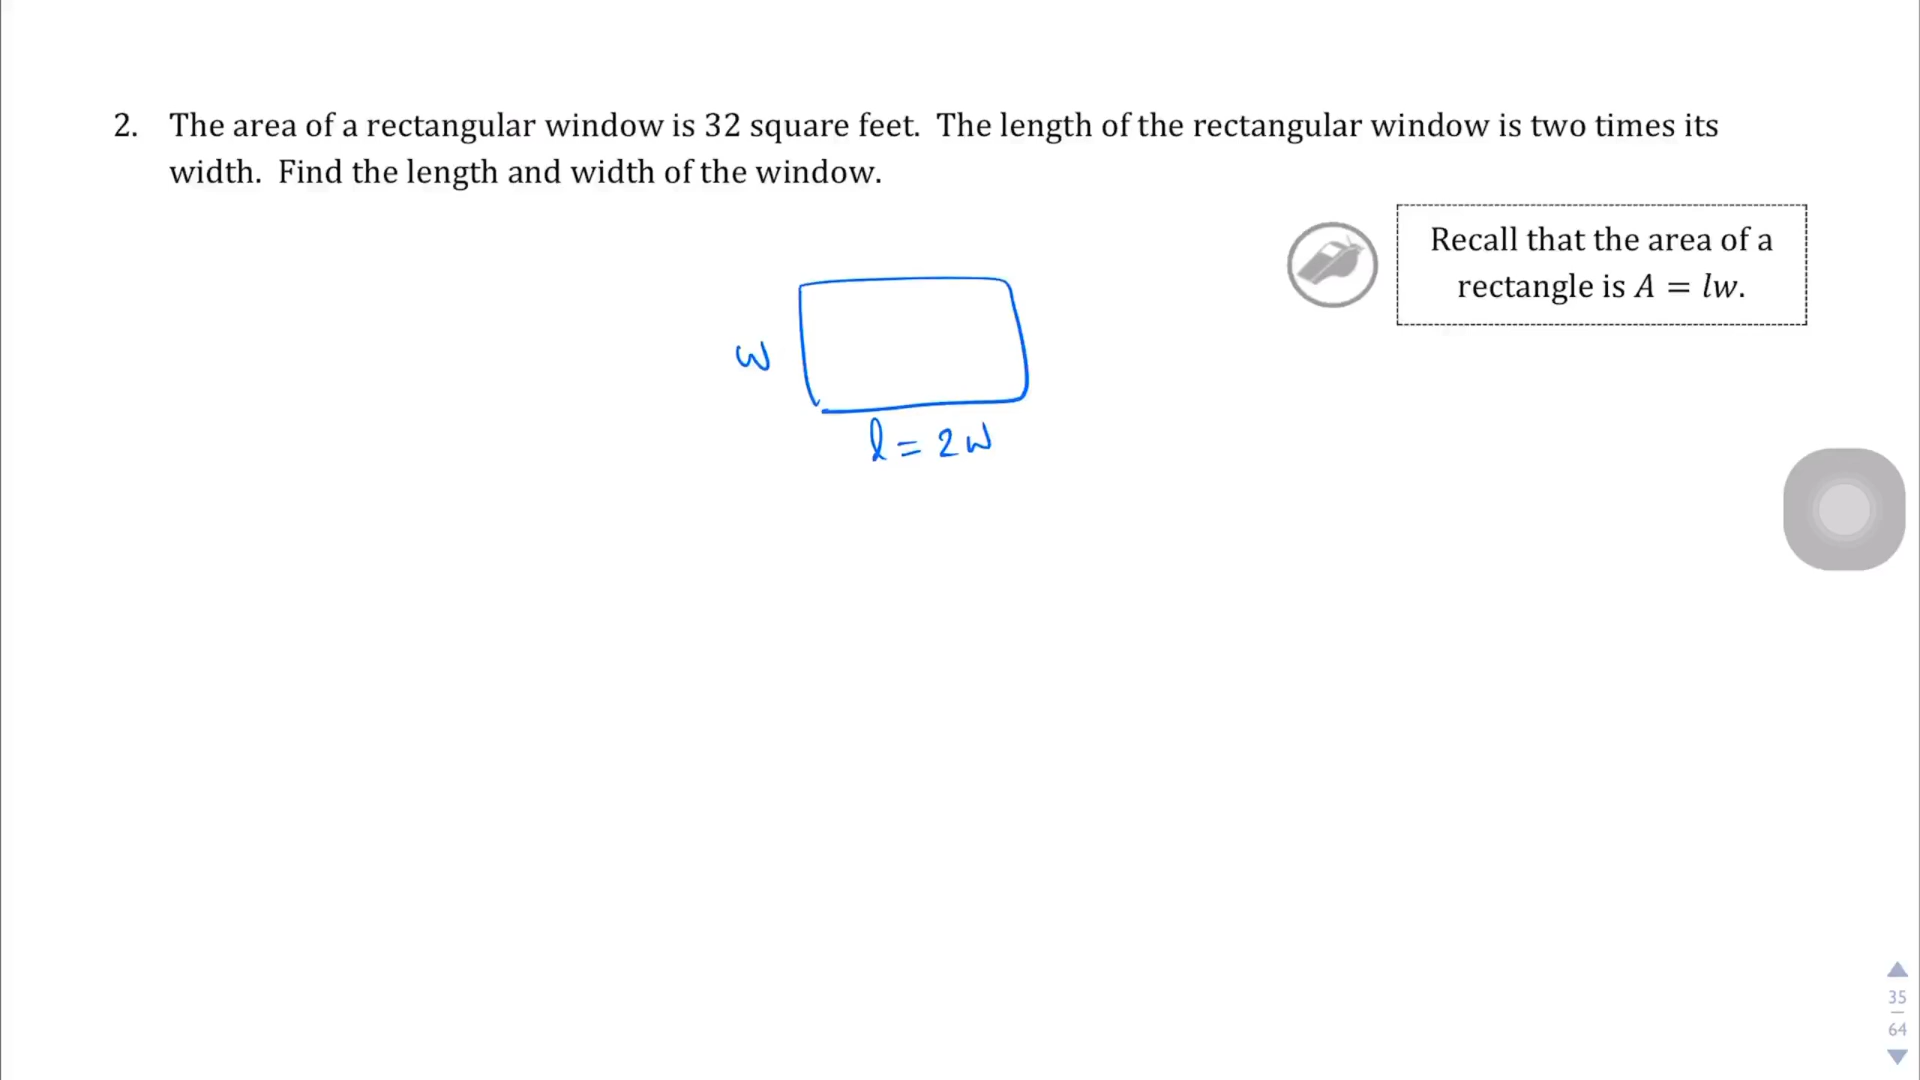 2. The area of a rectangular window is 32 square feet. The length of the rectangular window is two times its
width. Find the length and width of the window.
Recall that the area of a
rectangle is A = lw.
w
l = 2w
35
64